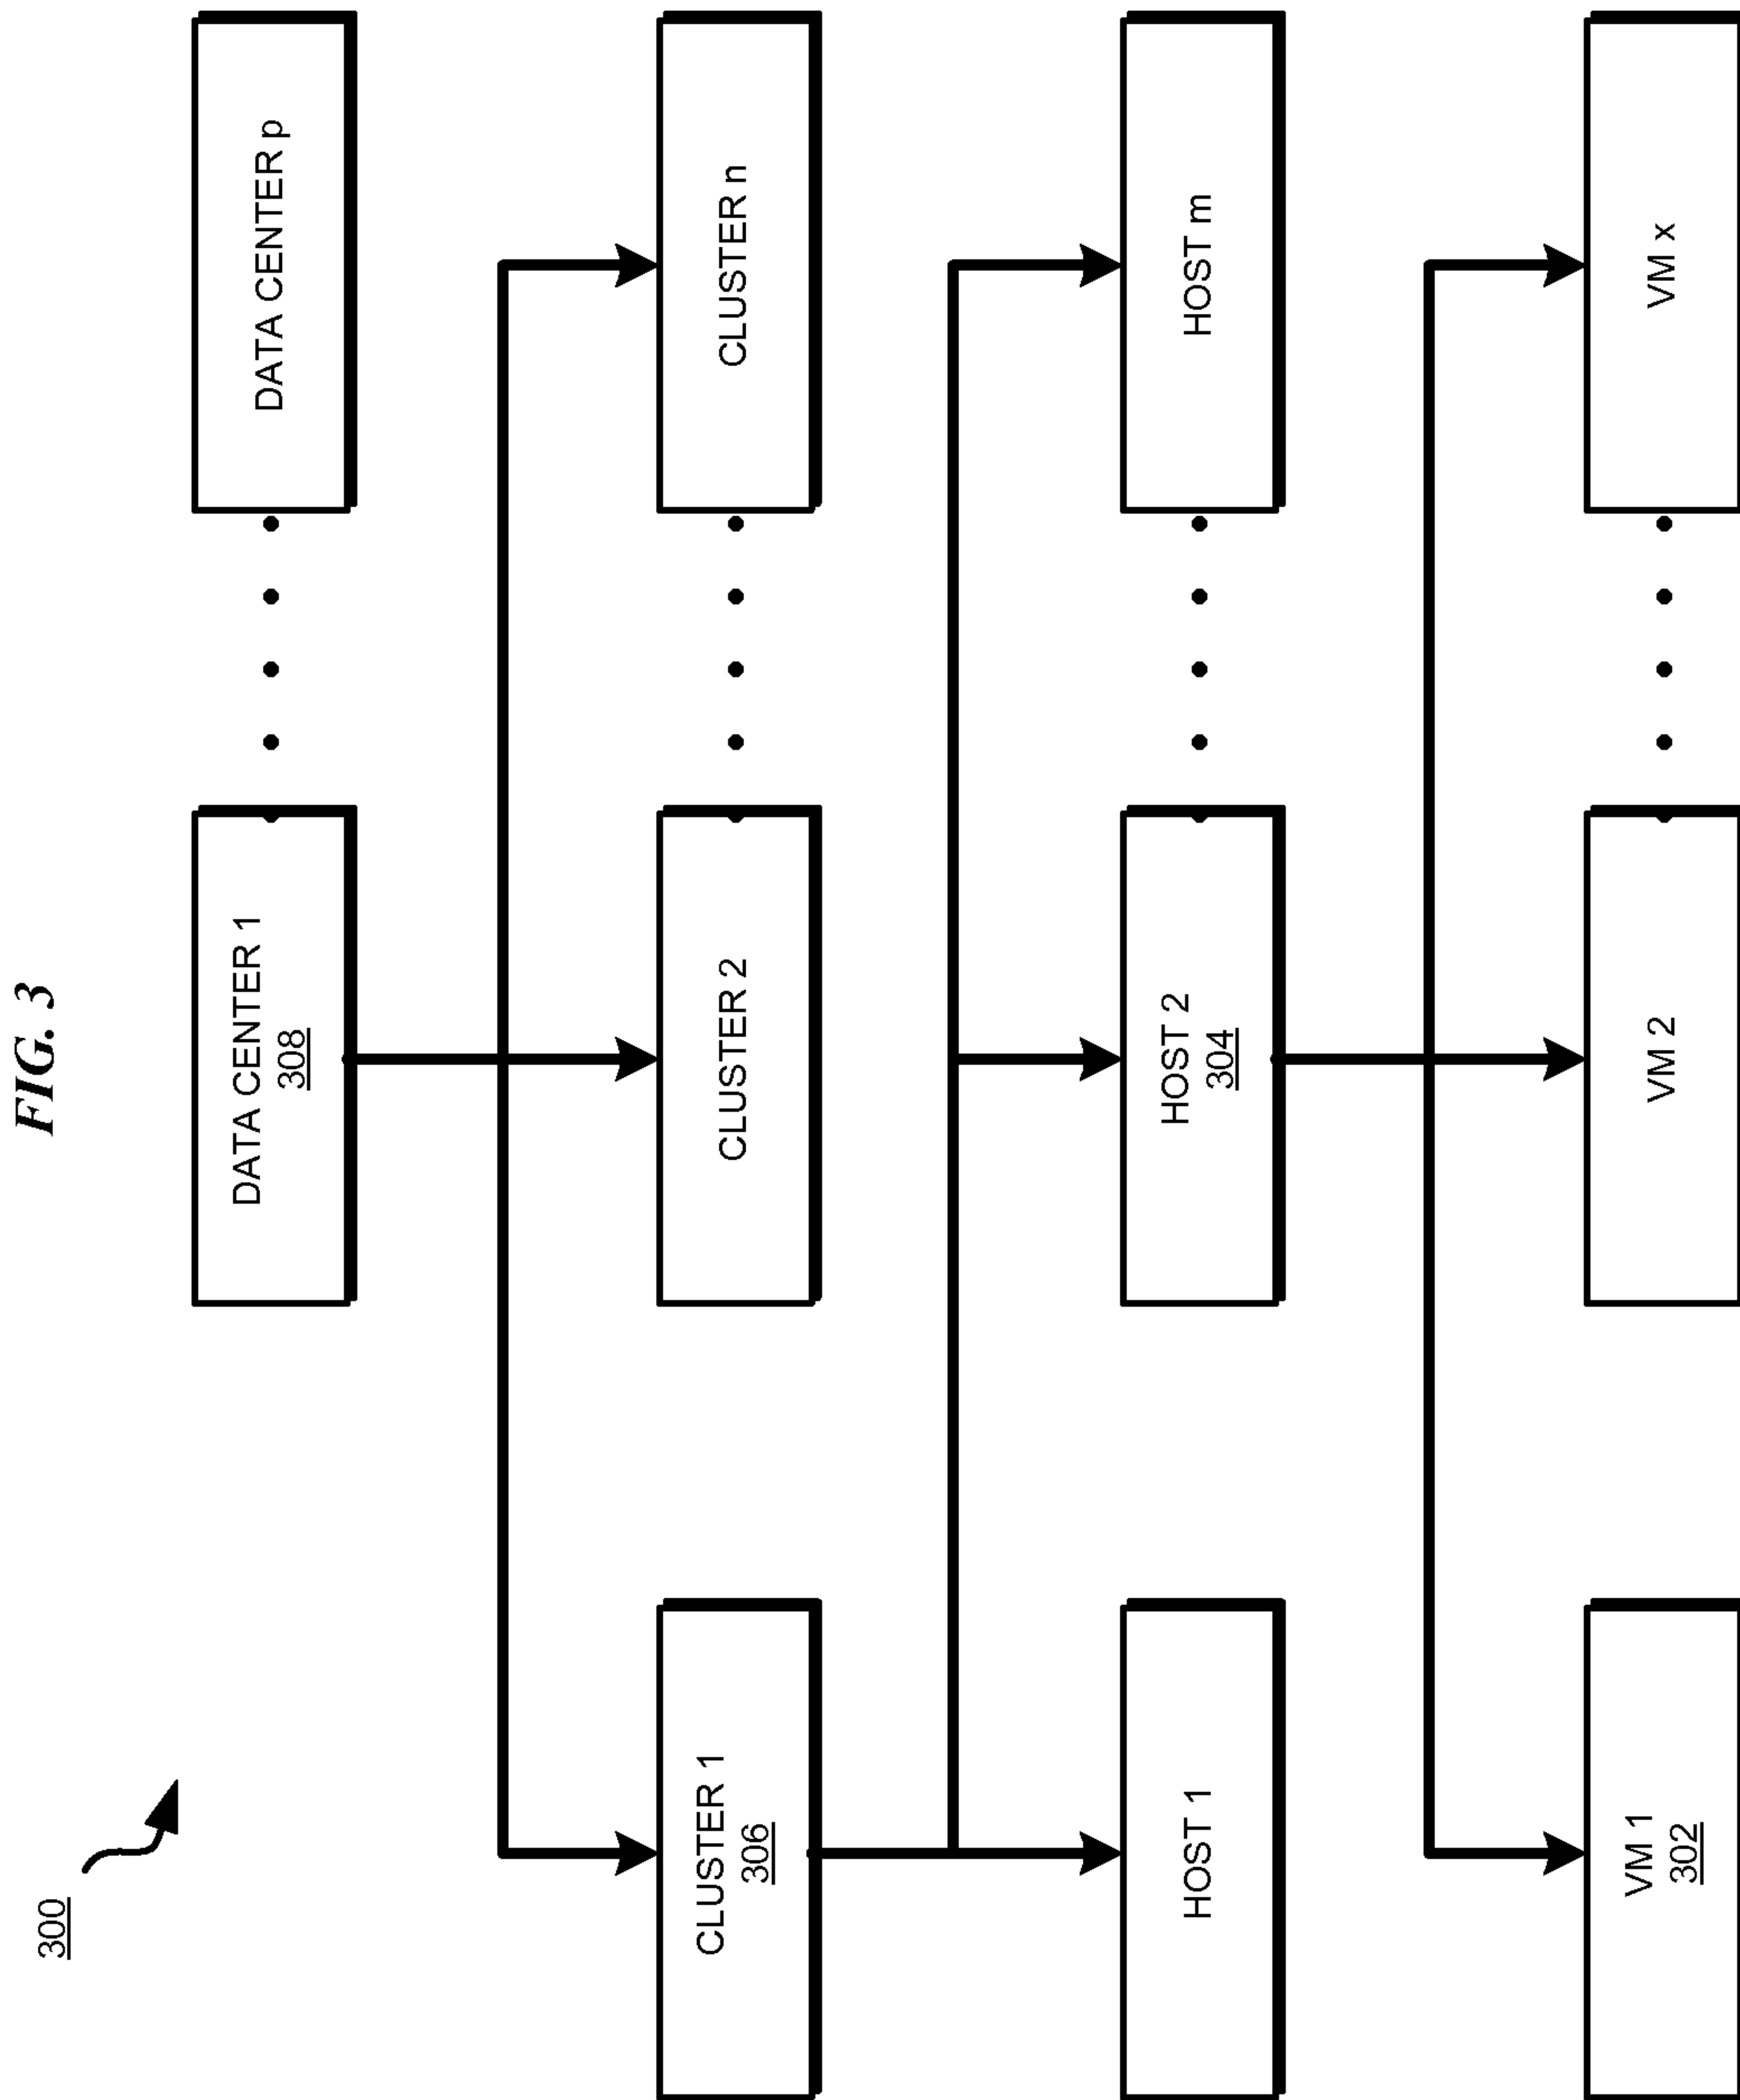 FIG. 3
300
DATA CENTER 1
308
DATA CENTER p
CLUSTER 1
306
CLUSTER 2
CLUSTER n
HOST 1
HOST 2
304
HOST m
VM 1
302
VM 2
VM x